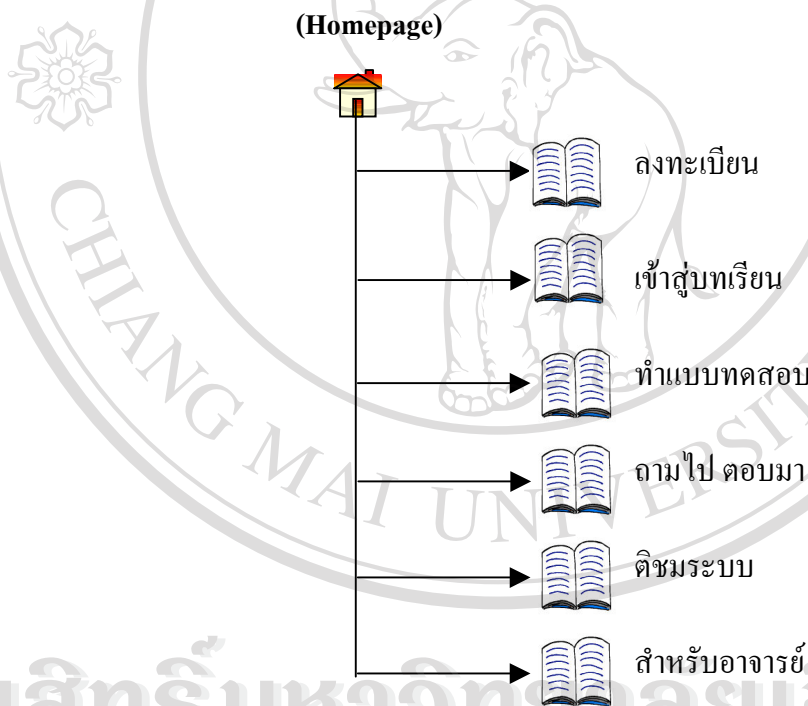 (Homepage)
ลงทะเบียน
เข้าสู่บทเรียน
ทำแบบทดสอบ
ถามไป ตอบมา
ติชมระบบ
สำหรับอาจารย์
CHIANG MAI UNIVERSIT